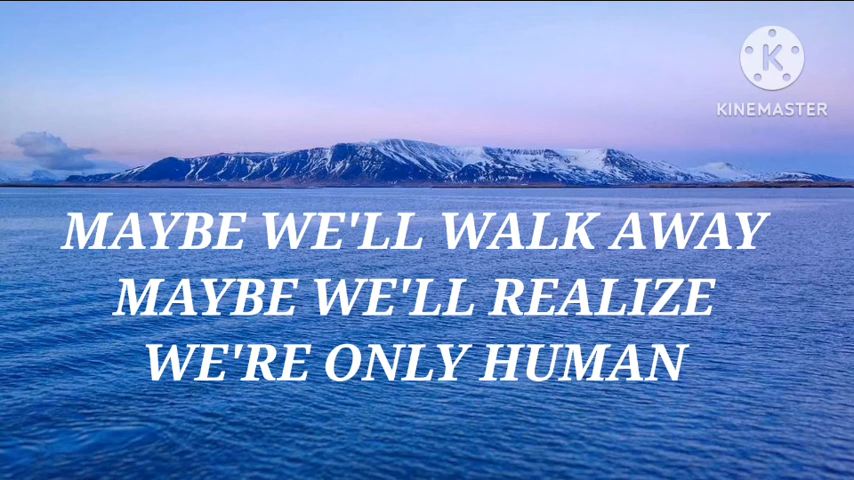 KINEMASTER
MAYBE WE'LL WALK AWAY
MAYBE WE'LL REALIZE
WE'RE ONLY HUMAN